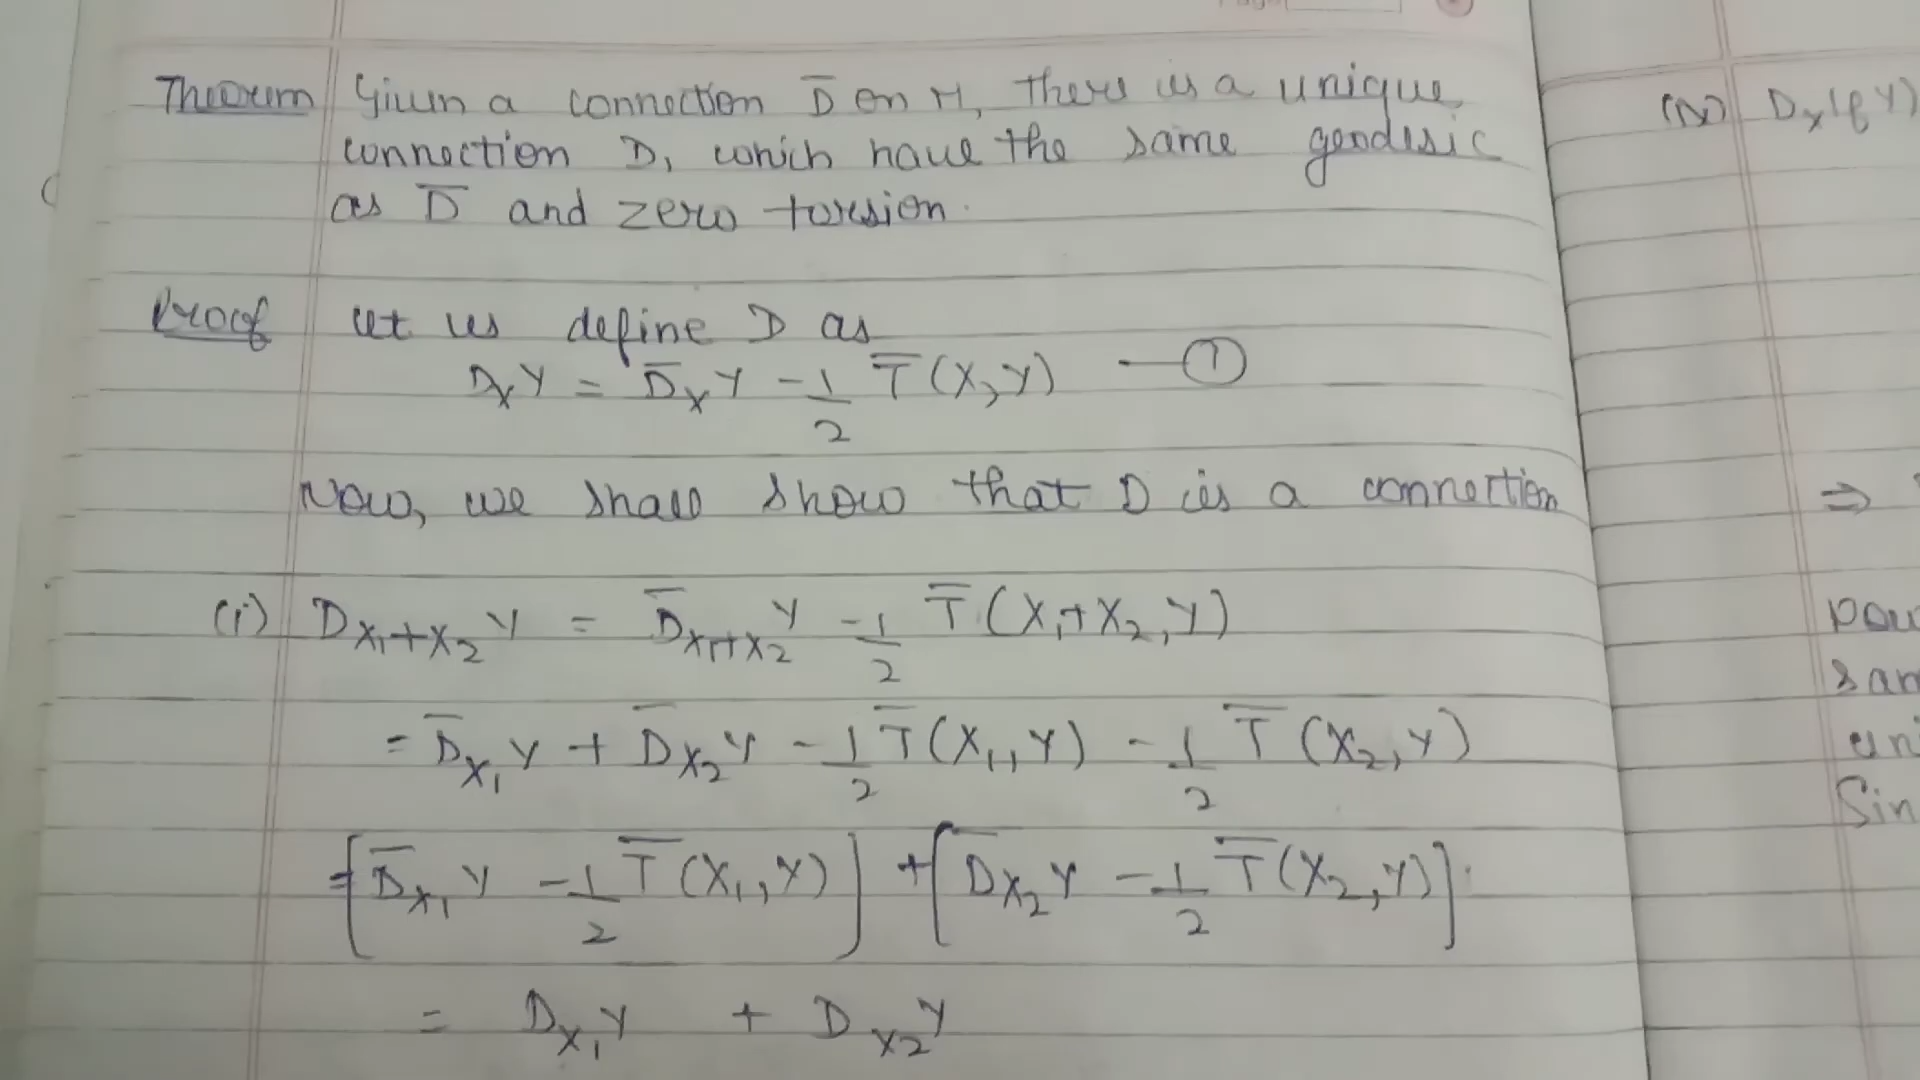 Theorem Given a connection D̅ on M, there is a unique
connection D, which have the same geodesic
as D̅ and zero torsion.
Proof let us define D as
D_X Y = D̅_X Y - 1/2 T̅(X, Y) — ①
Now, we shall show that D is a connection
(i) D_{X₁+X₂} Y = D̅_{X₁+X₂} Y - 1/2 T̅(X₁+X₂, Y)
= D̅_{X₁} Y + D̅_{X₂} Y - 1/2 T̅(X₁, Y) - 1/2 T̅(X₂, Y)
= [D̅_{X₁} Y - 1/2 T̅(X₁, Y)] + [D̅_{X₂} Y - 1/2 T̅(X₂, Y)]
= D_{X₁} Y + D_{X₂} Y
(iv) D_X(fY)
⇒